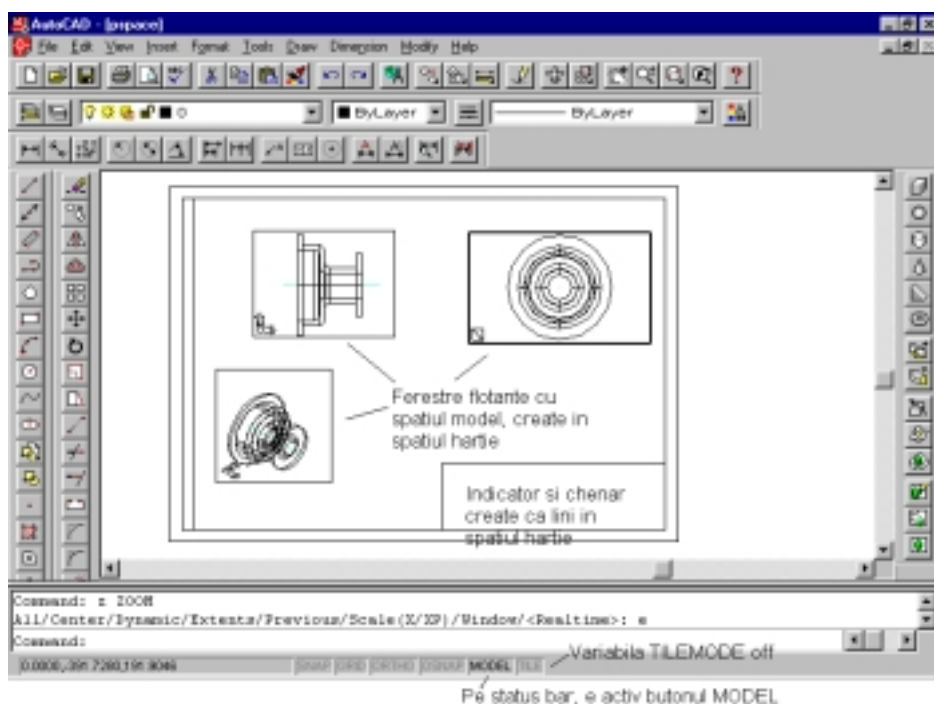 AutoCAD - [pspace]
File Edit View Insert Format Tools Draw Dimension Modify Help
0 ByLayer ByLayer
Ferestre flotante cu
spatiul model, create in
spatiul hartie
Indicator si chenar
create ca lini in
spatiul hartie
Command: z ZOOM
All/Center/Dynamic/Extents/Previous/Scale(X/XP)/Window/<Realtime>: e
Command:
SNAP GRID ORTHO OSNAP MODEL TILE
Variabila TILEMODE off
Pe status bar, e activ butonul MODEL